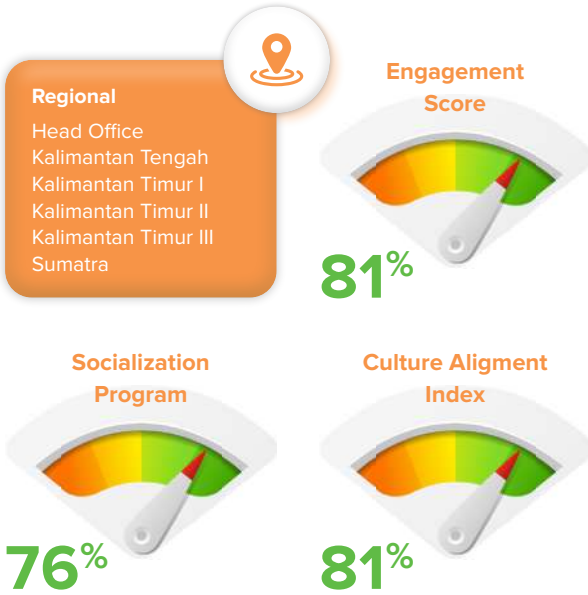 Regional
Head Office
Kalimantan Tengah
Kalimantan Timur I
Kalimantan Timur II
Kalimantan Timur III
Sumatra
Engagement
Score
81%
Socialization
Program
76%
Culture Aligment
Index
81%